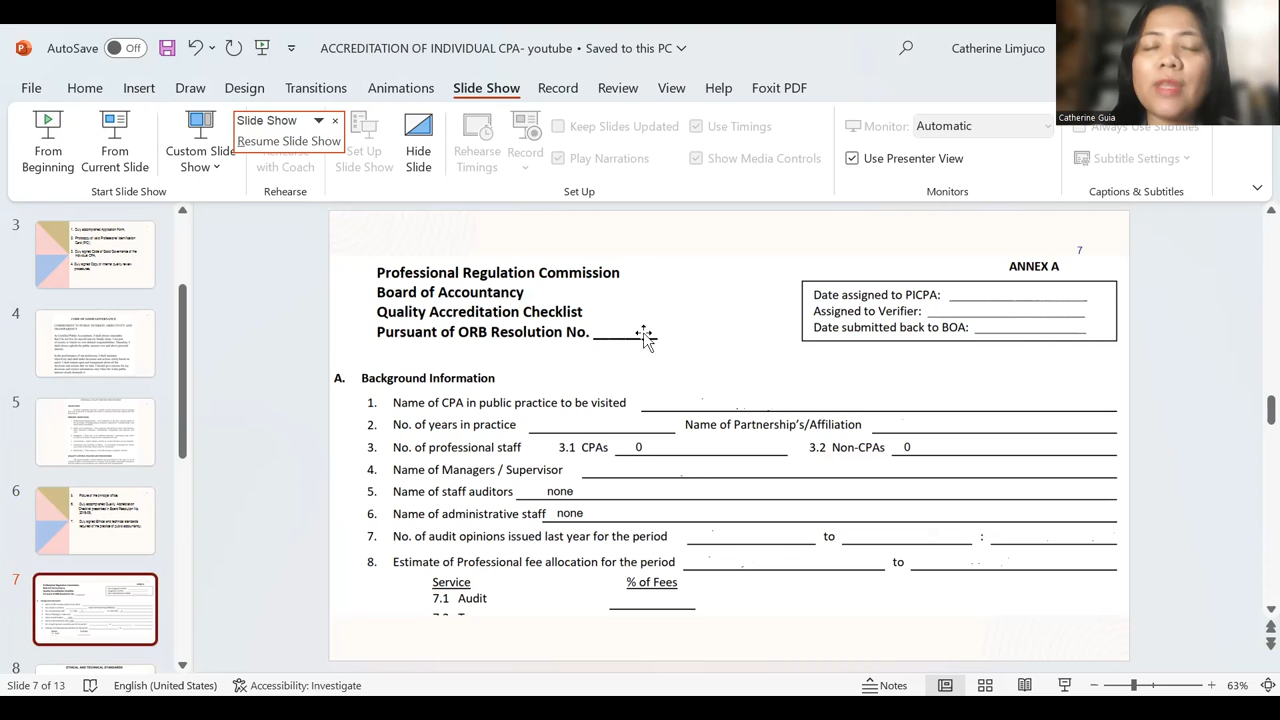 AutoSave Off ACCREDITATION OF INDIVIDUAL CPA- youtube • Saved to this PC Catherine Limjuco
Catherine Guia
File Home Insert Draw Design Transitions Animations Slide Show Record Review View Help Foxit PDF
Slide Show
Resume Slide Show
From Beginning
From Current Slide
Custom Slide Show
Rehearse with Coach
Set Up Slide Show
Hide Slide
Rehearse Timings
Record
Keep Slides Updated
Use Timings
Play Narrations
Show Media Controls
Monitor: Automatic
Use Presenter View
Always Use Subtitles
Subtitle Settings
Start Slide Show Rehearse Set Up Monitors Captions & Subtitles
3
4
5
6
7
8
7
ANNEX A
Professional Regulation Commission
Board of Accountancy
Quality Accreditation Checklist
Pursuant of ORB Resolution No.
Date assigned to PICPA:
Assigned to Verifier:
Date submitted back to BOA:
A. Background Information
1. Name of CPA in public practice to be visited
2. No. of years in practice Name of Partnership's/Affiliation
3. No. of professional staff 3.1 CPAs 0 3.2 Non-CPAs 0
4. Name of Managers / Supervisor
5. Name of staff auditors none
6. Name of administrative staff none
7. No. of audit opinions issued last year for the period to :
8. Estimate of Professional fee allocation for the period to
Service % of Fees
7.1 Audit
Slide 7 of 13 English (United States) Accessibility: Investigate Notes 63%